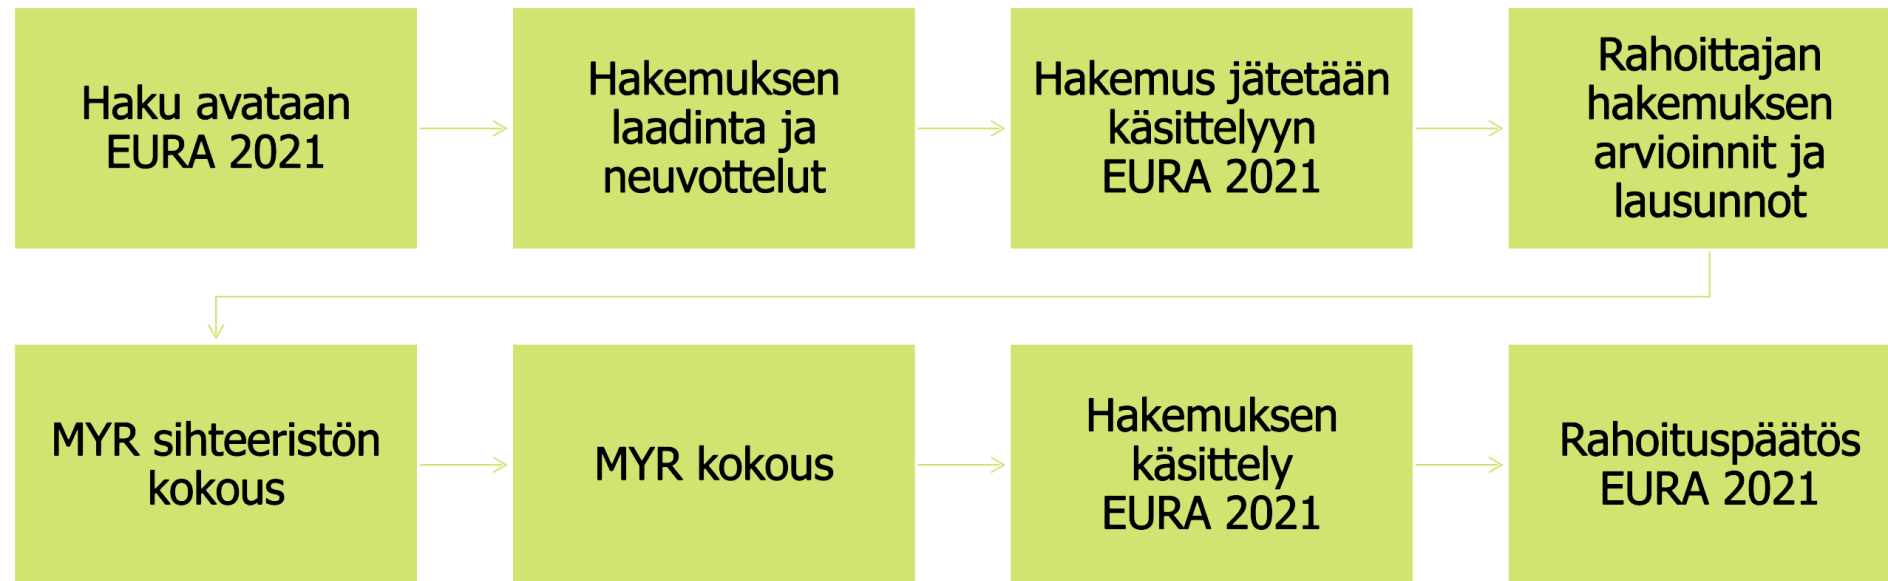 Haku avataan
EURA 2021
Hakemuksen
laadinta ja
neuvottelut
Hakemus jätetään
käsittelyyn
EURA 2021
Rahoittajan
hakemuksen
arvioinnit ja
lausunnot
MYR sihteeristön
kokous
MYR kokous
Hakemuksen
käsittely
EURA 2021
Rahoituspäätös
EURA 2021